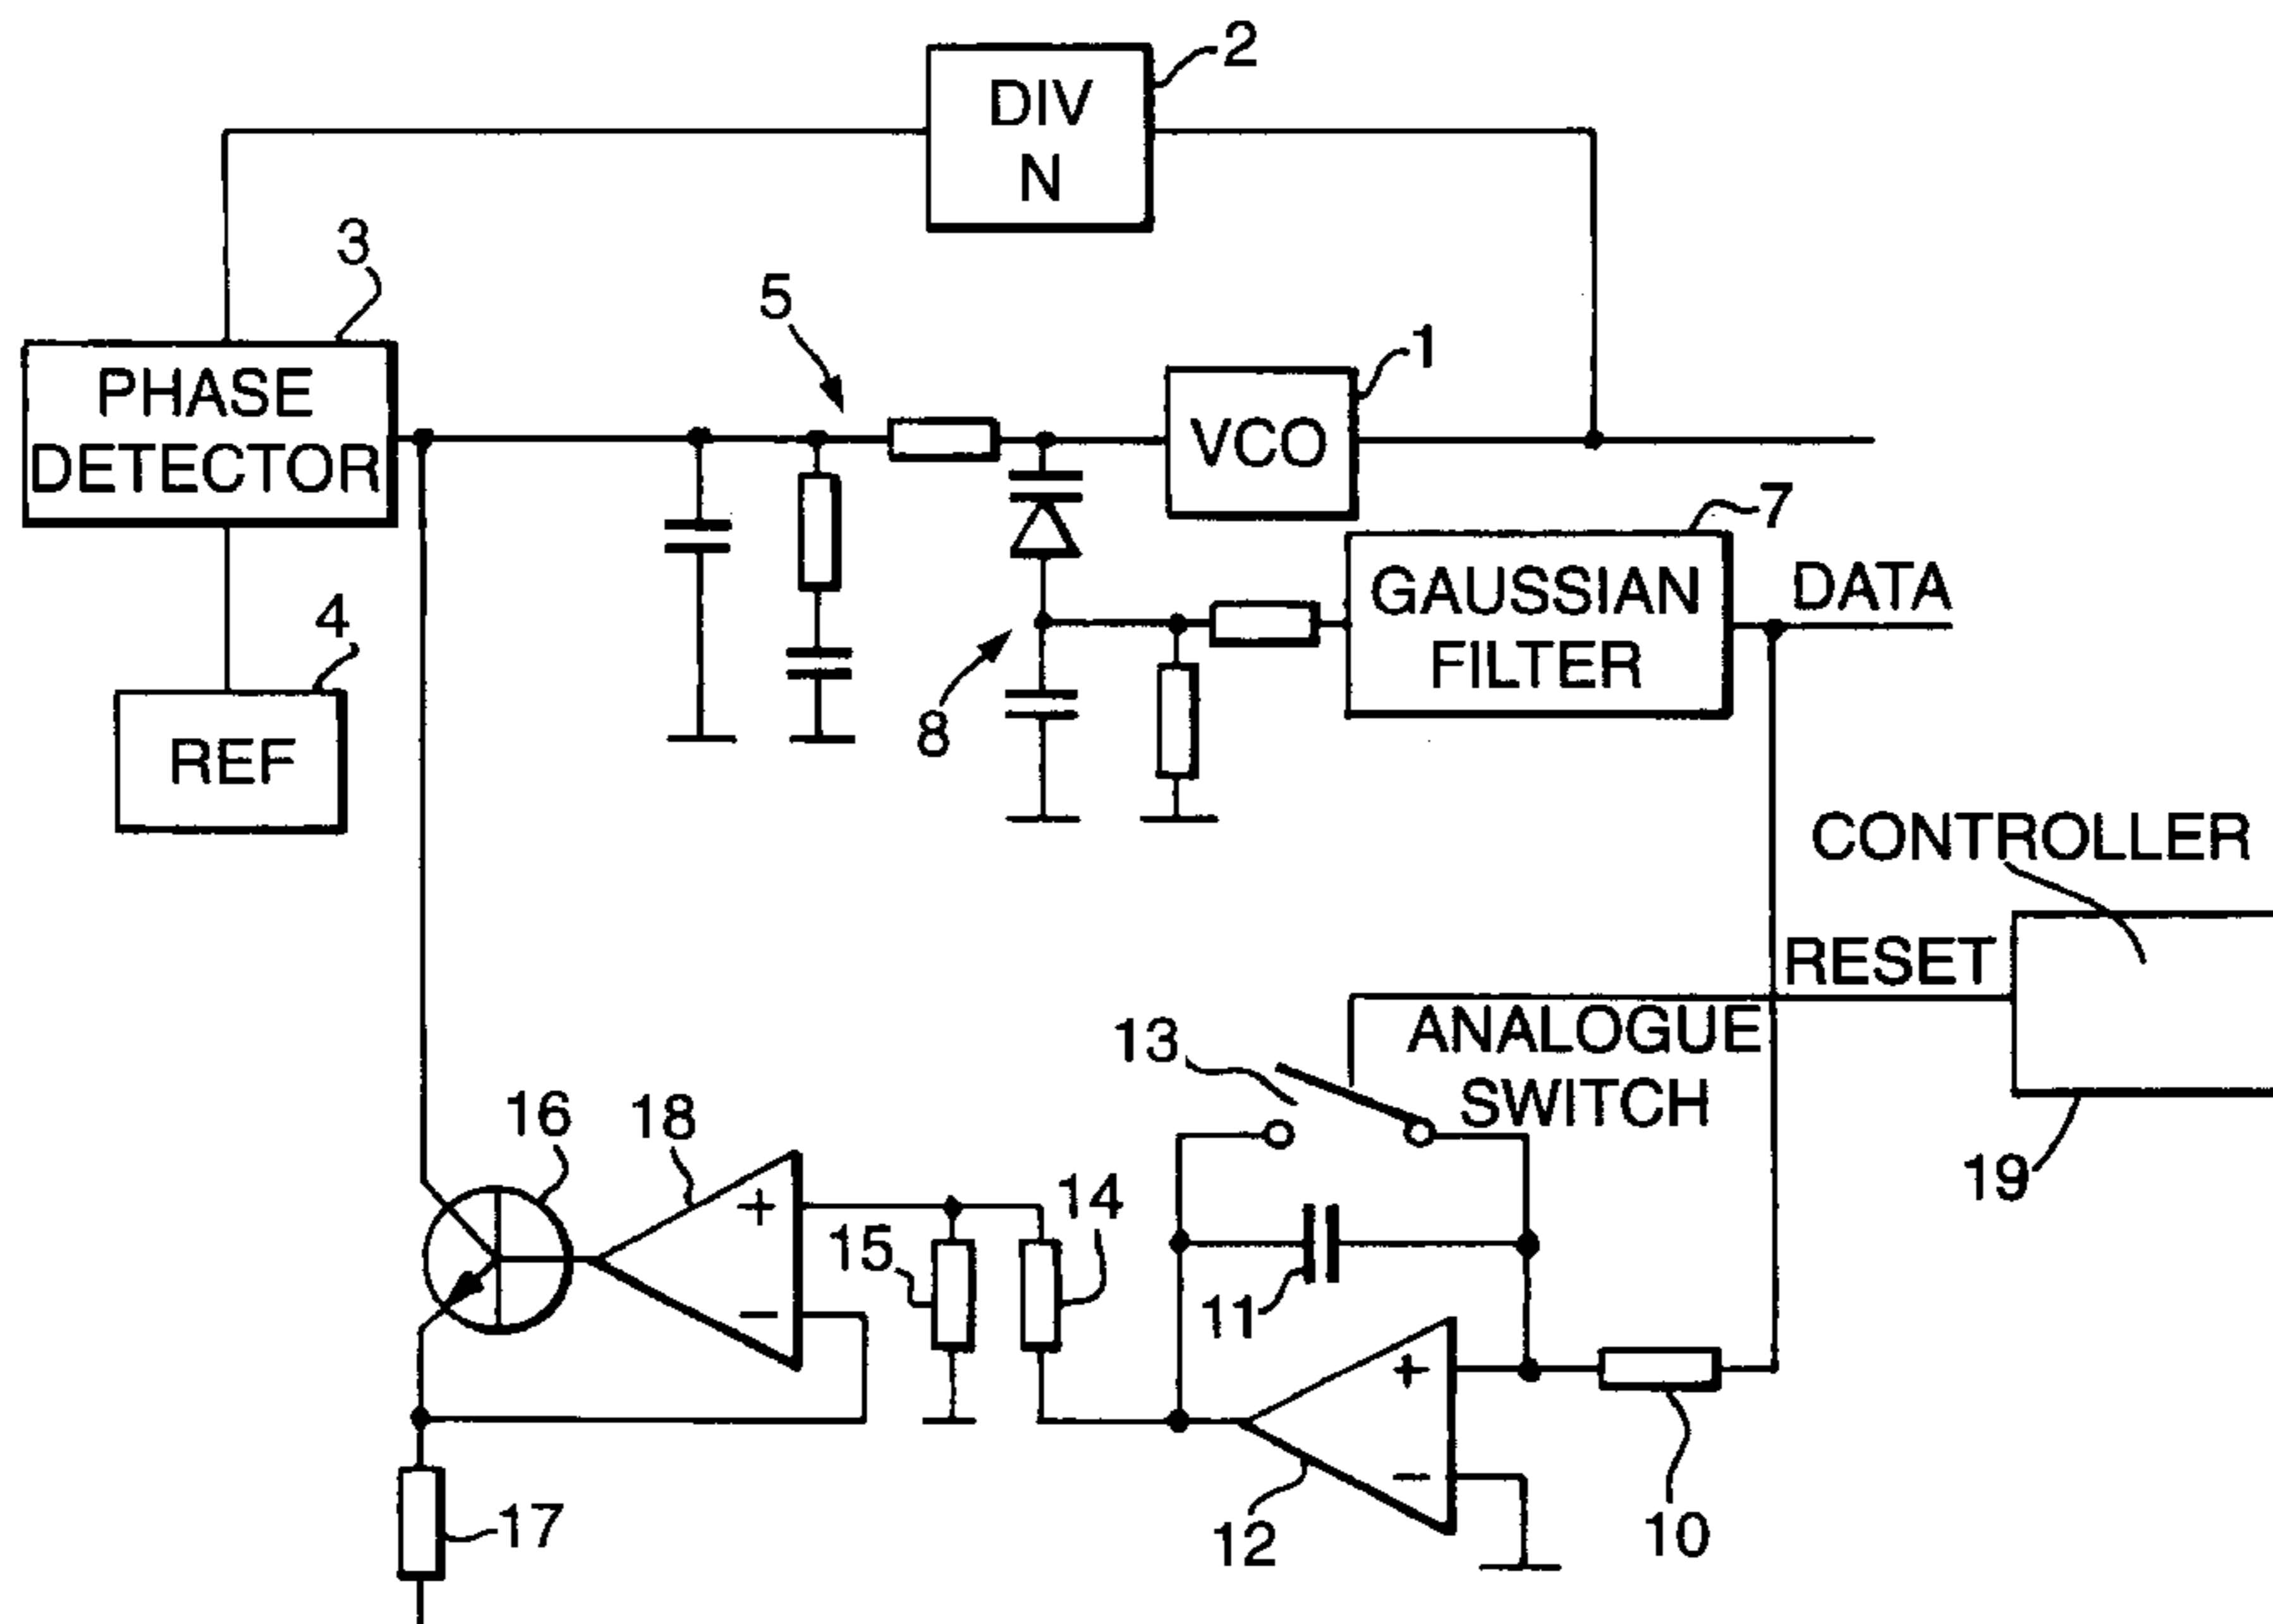 2
DIV
N
3
5
1
PHASE
DETECTOR
VCO
7
GAUSSIAN
FILTER
DATA
4
REF
8
CONTROLLER
RESET
13
ANALOGUE
SWITCH
16
18
+
−
15
14
11
19
+
−
17
12
10